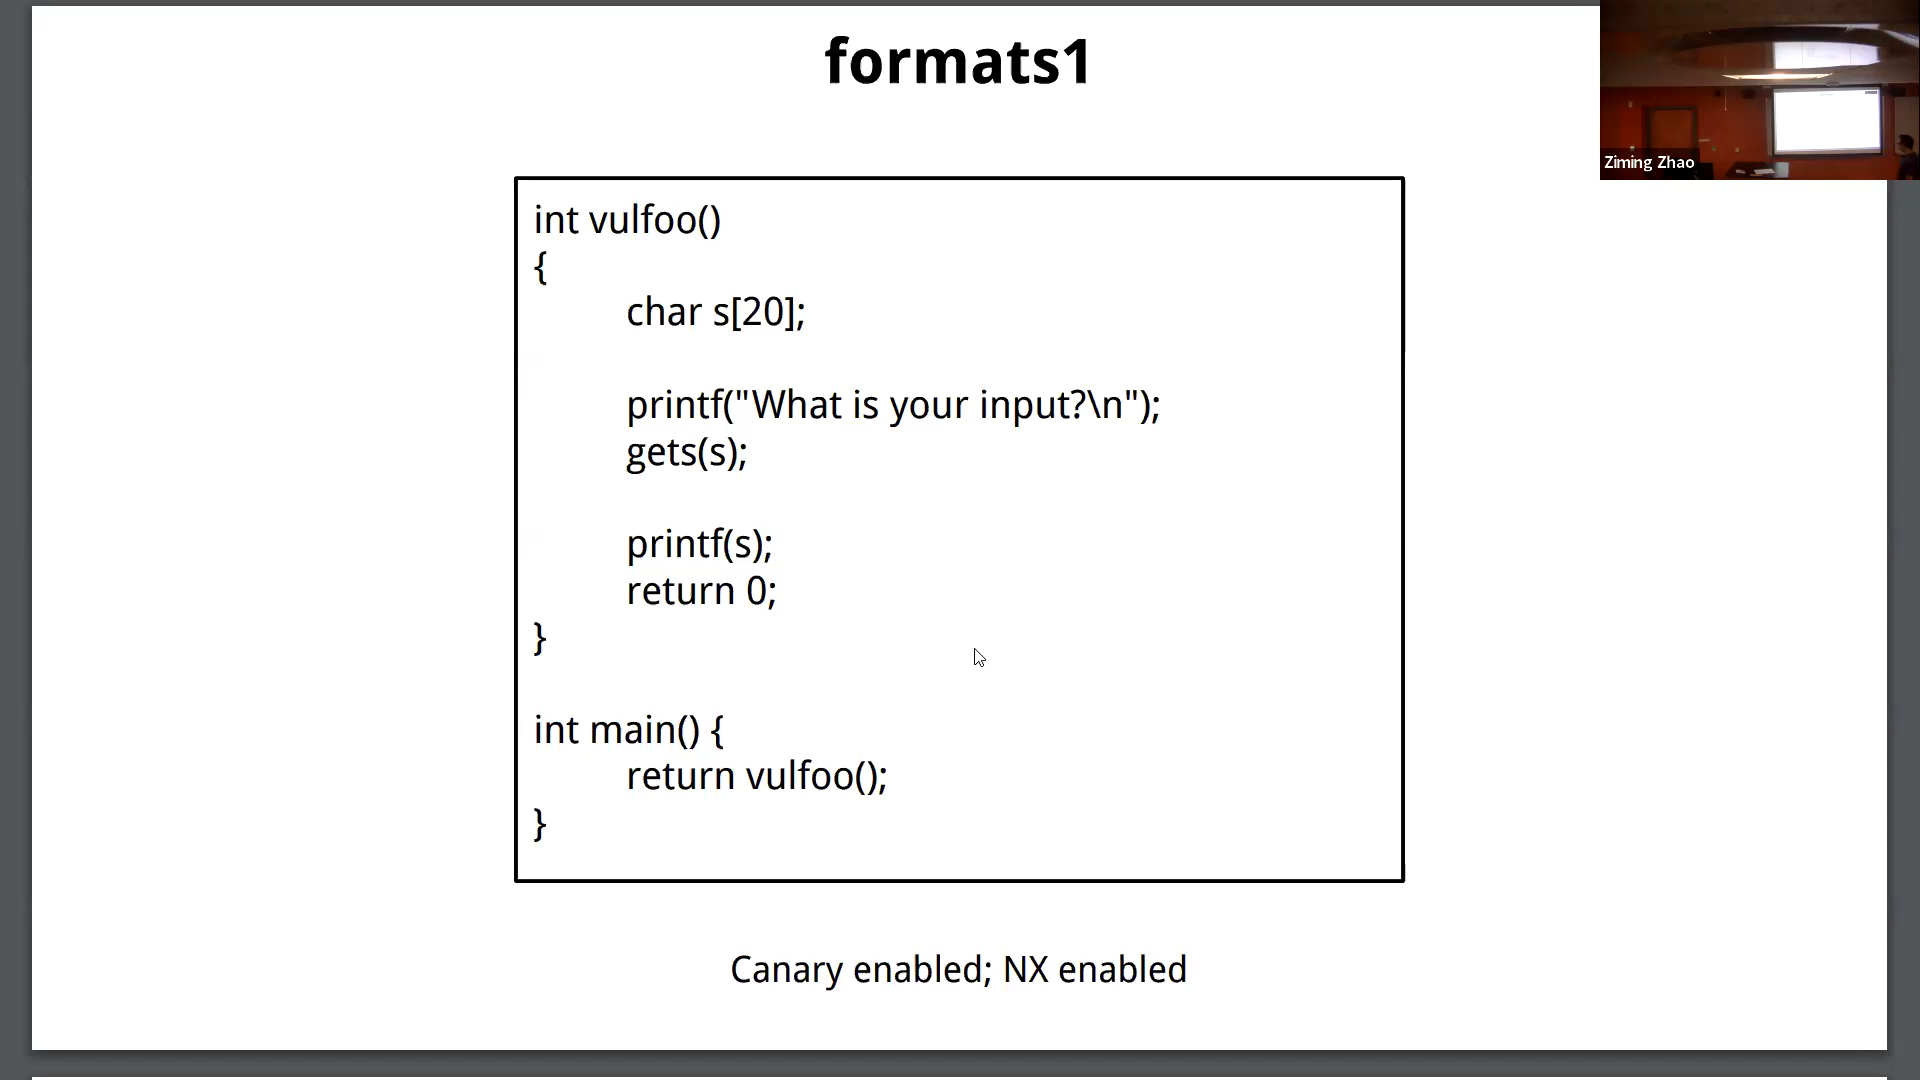 formats1
Ziming Zhao
int vulfoo()
{
char s[20];
printf("What is your input?\n");
gets(s);
printf(s);
return 0;
}
int main() {
return vulfoo();
}
Canary enabled; NX enabled